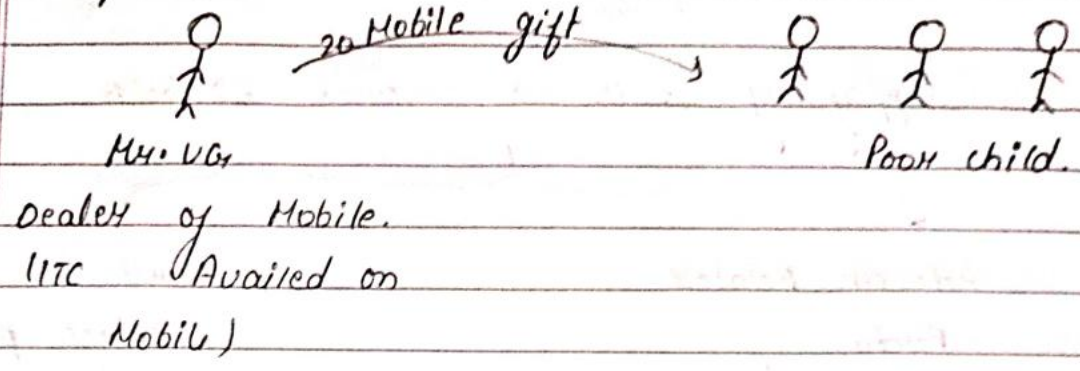 20 Mobile gift
Mr. VG
Poor child.
Dealer of Mobile.
(ITC Availed on
Mobile)